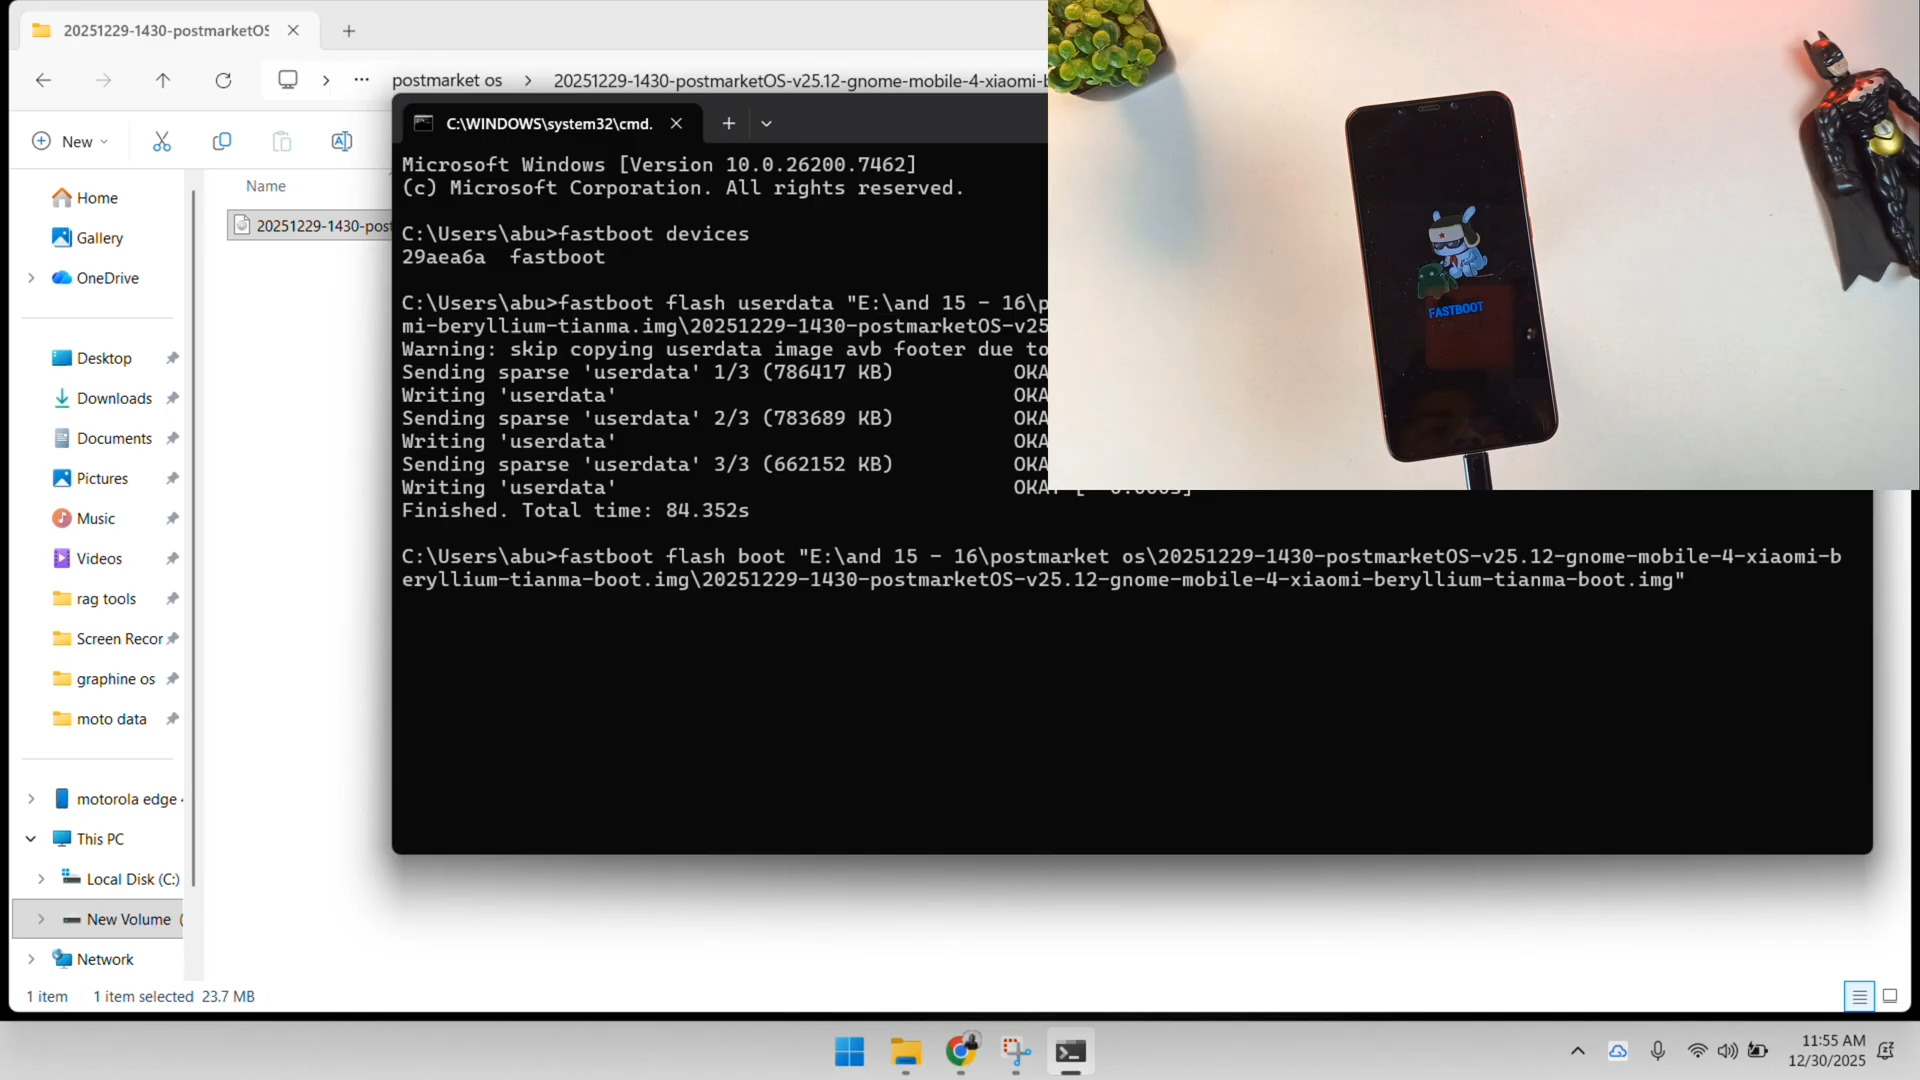 20251229-1430-postmarketOS
postmarket os > 20251229-1430-postmarketOS-v25.12-gnome-mobile-4-xiaomi-b
New
C:\WINDOWS\system32\cmd.
Name
20251229-1430-post
Home
Gallery
OneDrive
Desktop
Downloads
Documents
Pictures
Music
Videos
rag tools
Screen Recor
graphine os
moto data
motorola edge
This PC
Local Disk (C:)
New Volume (
Network
Microsoft Windows [Version 10.0.26200.7462]
(c) Microsoft Corporation. All rights reserved.
C:\Users\abu>fastboot devices
29aea6a fastboot
C:\Users\abu>fastboot flash userdata "E:\and 15 - 16\p
mi-beryllium-tianma.img\20251229-1430-postmarketOS-v25
Warning: skip copying userdata image avb footer due to
Sending sparse 'userdata' 1/3 (786417 KB) OKA
Writing 'userdata' OKA
Sending sparse 'userdata' 2/3 (783689 KB) OKA
Writing 'userdata' OKA
Sending sparse 'userdata' 3/3 (662152 KB) OKA
Writing 'userdata' OKAY [ 0.000s]
Finished. Total time: 84.352s
C:\Users\abu>fastboot flash boot "E:\and 15 - 16\postmarket os\20251229-1430-postmarketOS-v25.12-gnome-mobile-4-xiaomi-b
eryllium-tianma-boot.img\20251229-1430-postmarketOS-v25.12-gnome-mobile-4-xiaomi-beryllium-tianma-boot.img"
FASTBOOT
1 item 1 item selected 23.7 MB
11:55 AM
12/30/2025